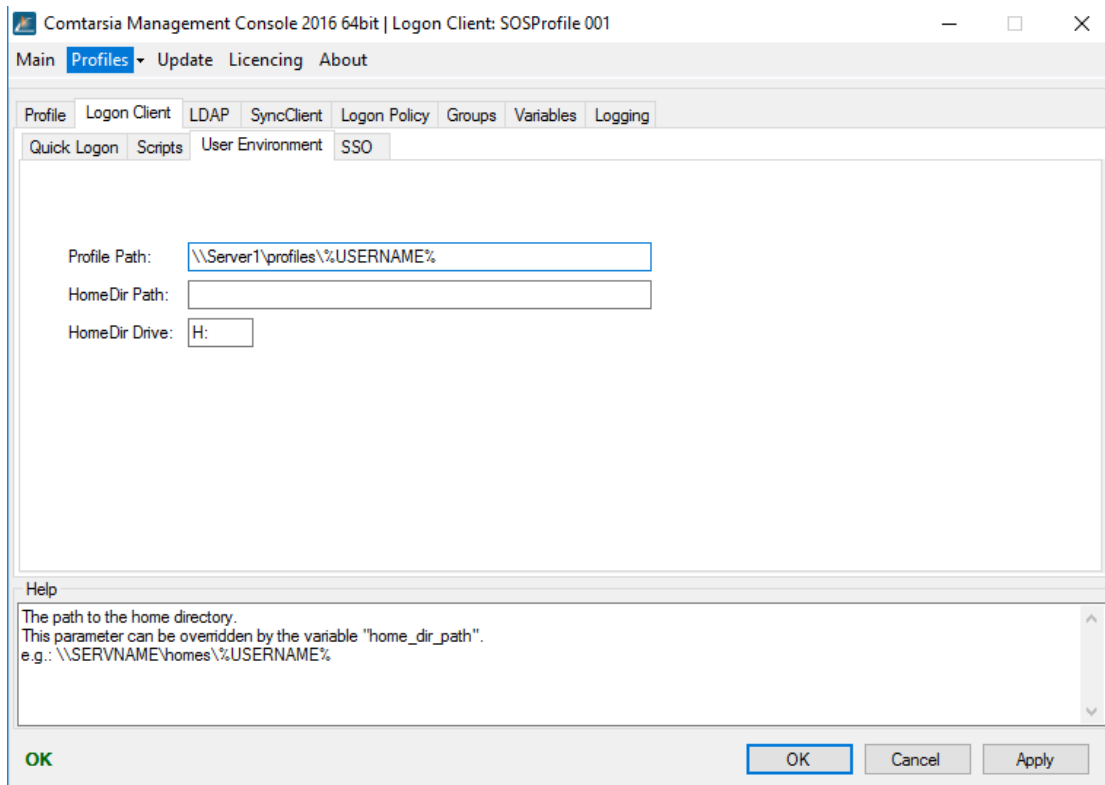 Comtarsia Management Console 2016 64bit | Logon Client: SOSProfile 001
Main Profiles Update Licencing About
Profile Logon Client LDAP SyncClient Logon Policy Groups Variables Logging
Quick Logon Scripts User Environment SSO
Profile Path: \\Server1\profiles\%USERNAME%
HomeDir Path:
HomeDir Drive: H:
Help
The path to the home directory.
This parameter can be overridden by the variable "home_dir_path".
e.g.: \\SERVNAME\homes\%USERNAME%
OK OK Cancel Apply